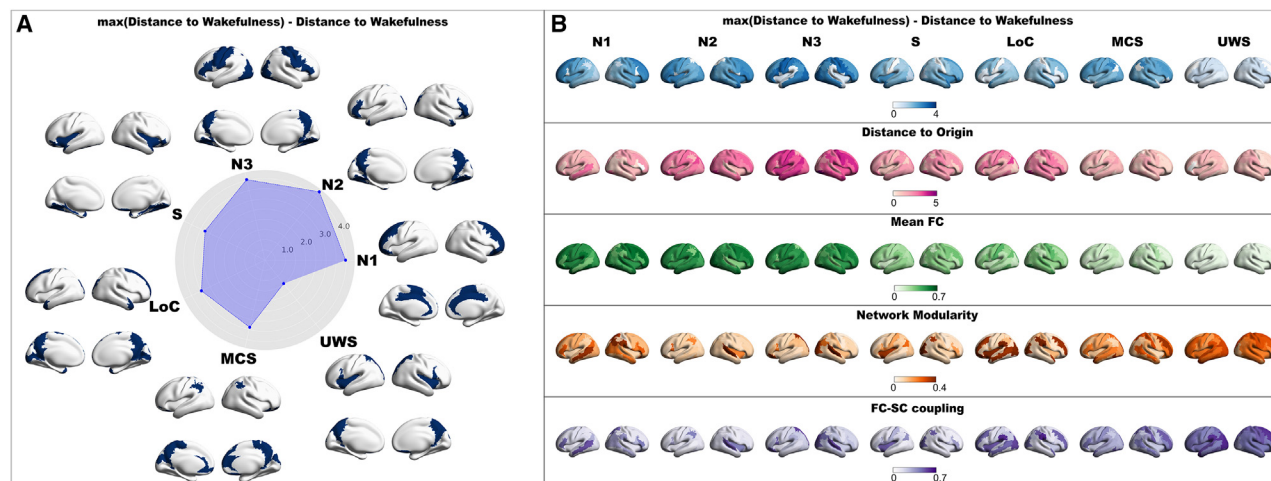 A
max(Distance to Wakefulness) - Distance to Wakefulness
N3
N2
S
4.0
3.0
2.0
1.0
N1
LoC
MCS
UWS
B
max(Distance to Wakefulness) - Distance to Wakefulness
N1 N2 N3 S LoC MCS UWS
0 4
Distance to Origin
0 5
Mean FC
0 0.7
Network Modularity
0 0.4
FC-SC coupling
0 0.7